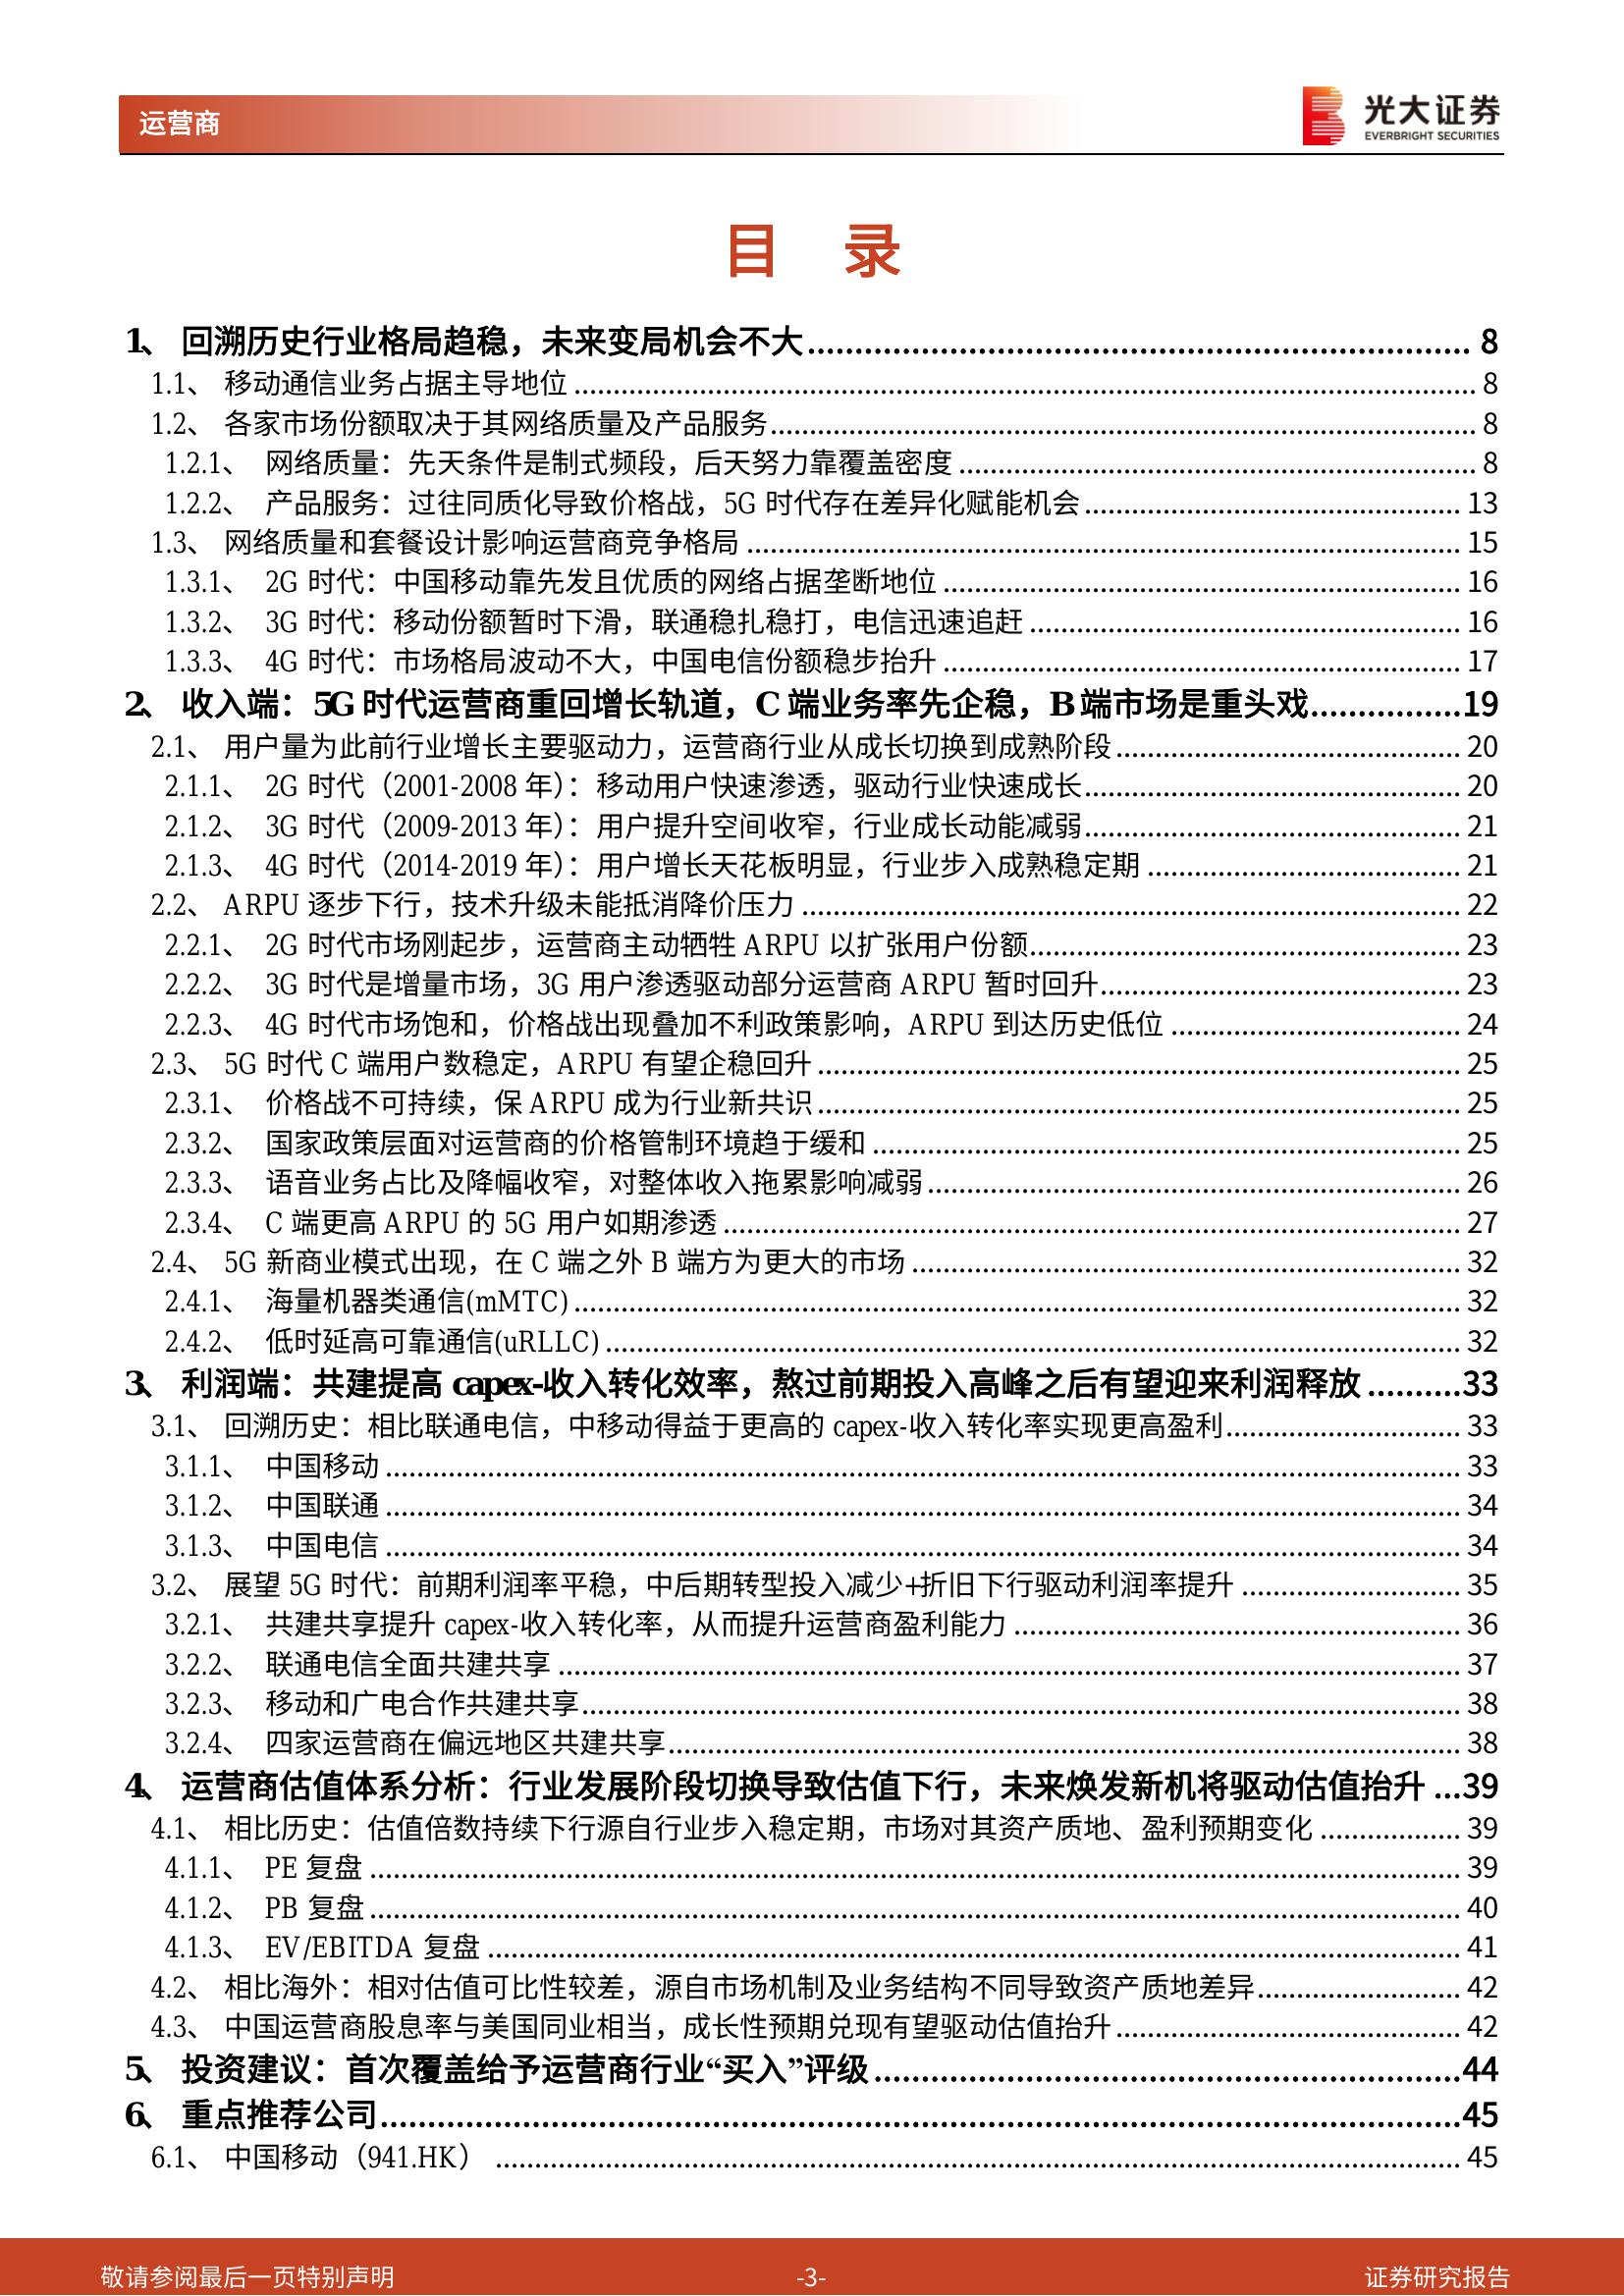 运营商
光大证券
EVERBRIGHT SECURITIES
目 录
1、 回溯历史行业格局趋稳，未来变局机会不大 8
1.1、 移动通信业务占据主导地位 8
1.2、 各家市场份额取决于其网络质量及产品服务 8
1.2.1、 网络质量：先天条件是制式频段，后天努力靠覆盖密度 8
1.2.2、 产品服务：过往同质化导致价格战，5G 时代存在差异化赋能机会 13
1.3、 网络质量和套餐设计影响运营商竞争格局 15
1.3.1、 2G 时代：中国移动靠先发且优质的网络占据垄断地位 16
1.3.2、 3G 时代：移动份额暂时下滑，联通稳扎稳打，电信迅速追赶 16
1.3.3、 4G 时代：市场格局波动不大，中国电信份额稳步抬升 17
2、 收入端：5G 时代运营商重回增长轨道，C 端业务率先企稳，B 端市场是重头戏 19
2.1、 用户量为此前行业增长主要驱动力，运营商行业从成长切换到成熟阶段 20
2.1.1、 2G 时代（2001-2008 年）：移动用户快速渗透，驱动行业快速成长 20
2.1.2、 3G 时代（2009-2013 年）：用户提升空间收窄，行业成长动能减弱 21
2.1.3、 4G 时代（2014-2019 年）：用户增长天花板明显，行业步入成熟稳定期 21
2.2、 ARPU 逐步下行，技术升级未能抵消降价压力 22
2.2.1、 2G 时代市场刚起步，运营商主动牺牲 ARPU 以扩张用户份额 23
2.2.2、 3G 时代是增量市场，3G 用户渗透驱动部分运营商 ARPU 暂时回升 23
2.2.3、 4G 时代市场饱和，价格战出现叠加不利政策影响，ARPU 到达历史低位 24
2.3、 5G 时代 C 端用户数稳定，ARPU 有望企稳回升 25
2.3.1、 价格战不可持续，保 ARPU 成为行业新共识 25
2.3.2、 国家政策层面对运营商的价格管制环境趋于缓和 25
2.3.3、 语音业务占比及降幅收窄，对整体收入拖累影响减弱 26
2.3.4、 C 端更高 ARPU 的 5G 用户如期渗透 27
2.4、 5G 新商业模式出现，在 C 端之外 B 端方为更大的市场 32
2.4.1、 海量机器类通信(mMTC) 32
2.4.2、 低时延高可靠通信(uRLLC) 32
3、 利润端：共建提高 capex-收入转化效率，熬过前期投入高峰之后有望迎来利润释放 33
3.1、 回溯历史：相比联通电信，中移动得益于更高的 capex-收入转化率实现更高盈利 33
3.1.1、 中国移动 33
3.1.2、 中国联通 34
3.1.3、 中国电信 34
3.2、 展望 5G 时代：前期利润率平稳，中后期转型投入减少+折旧下行驱动利润率提升 35
3.2.1、 共建共享提升 capex-收入转化率，从而提升运营商盈利能力 36
3.2.2、 联通电信全面共建共享 37
3.2.3、 移动和广电合作共建共享 38
3.2.4、 四家运营商在偏远地区共建共享 38
4、 运营商估值体系分析：行业发展阶段切换导致估值下行，未来焕发新机将驱动估值抬升 39
4.1、 相比历史：估值倍数持续下行源自行业步入稳定期，市场对其资产质地、盈利预期变化 39
4.1.1、 PE 复盘 39
4.1.2、 PB 复盘 40
4.1.3、 EV/EBITDA 复盘 41
4.2、 相比海外：相对估值可比性较差，源自市场机制及业务结构不同导致资产质地差异 42
4.3、 中国运营商股息率与美国同业相当，成长性预期兑现有望驱动估值抬升 42
5、 投资建议：首次覆盖给予运营商行业“买入”评级 44
6、 重点推荐公司 45
6.1、 中国移动（941.HK） 45
敬请参阅最后一页特别声明 -3- 证券研究报告